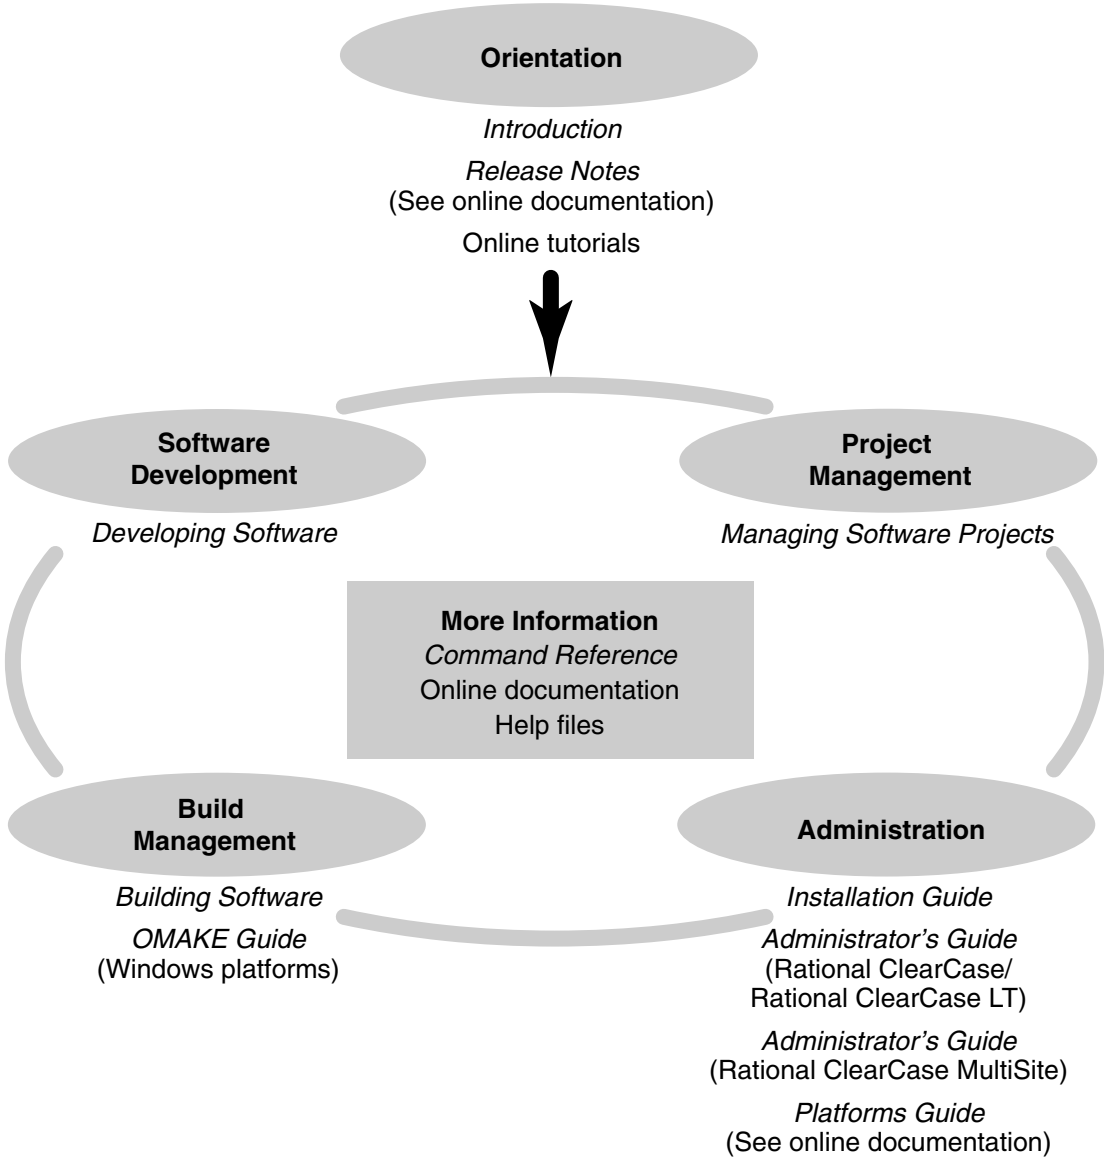 Orientation
Introduction
Release Notes
(See online documentation)
Online tutorials
Software
Development
Developing Software
Project
Management
Managing Software Projects
More Information
Command Reference
Online documentation
Help files
Build
Management
Building Software
OMAKE Guide
(Windows platforms)
Administration
Installation Guide
Administrator’s Guide
(Rational ClearCase/
Rational ClearCase LT)
Administrator’s Guide
(Rational ClearCase MultiSite)
Platforms Guide
(See online documentation)